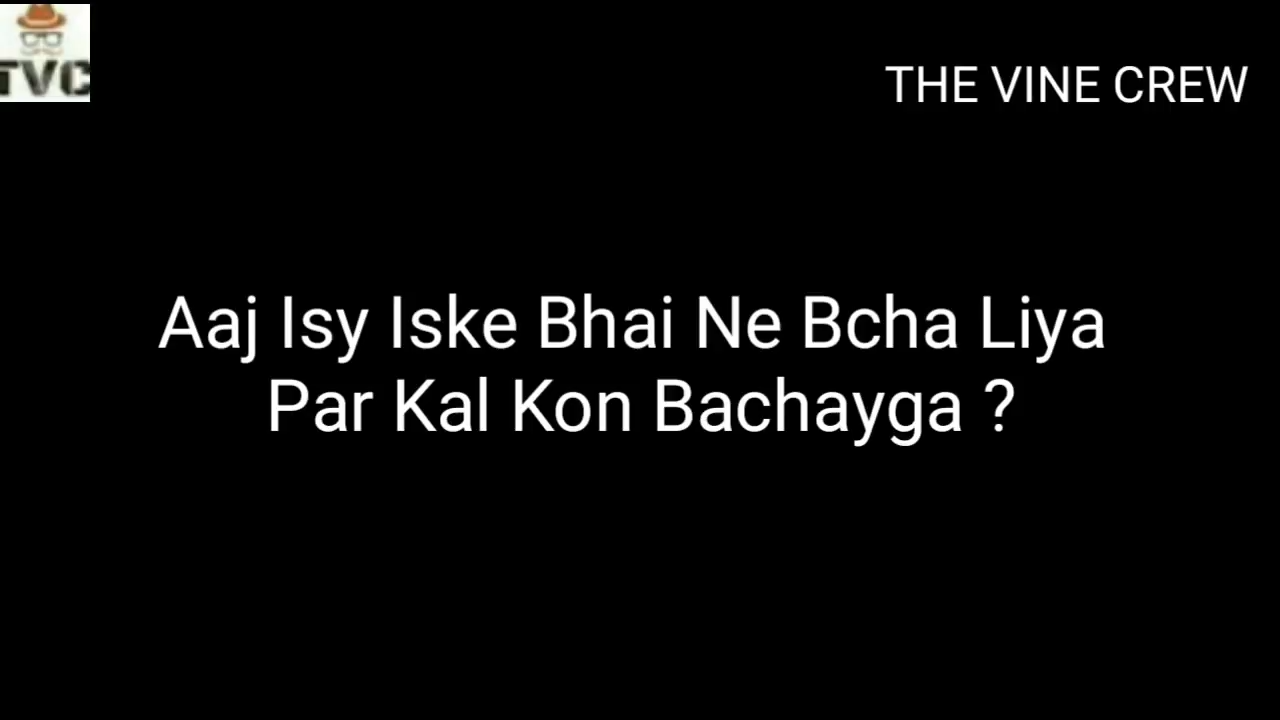 TVC
THE VINE CREW
Aaj Isy Iske Bhai Ne Bcha Liya
Par Kal Kon Bachayga ?